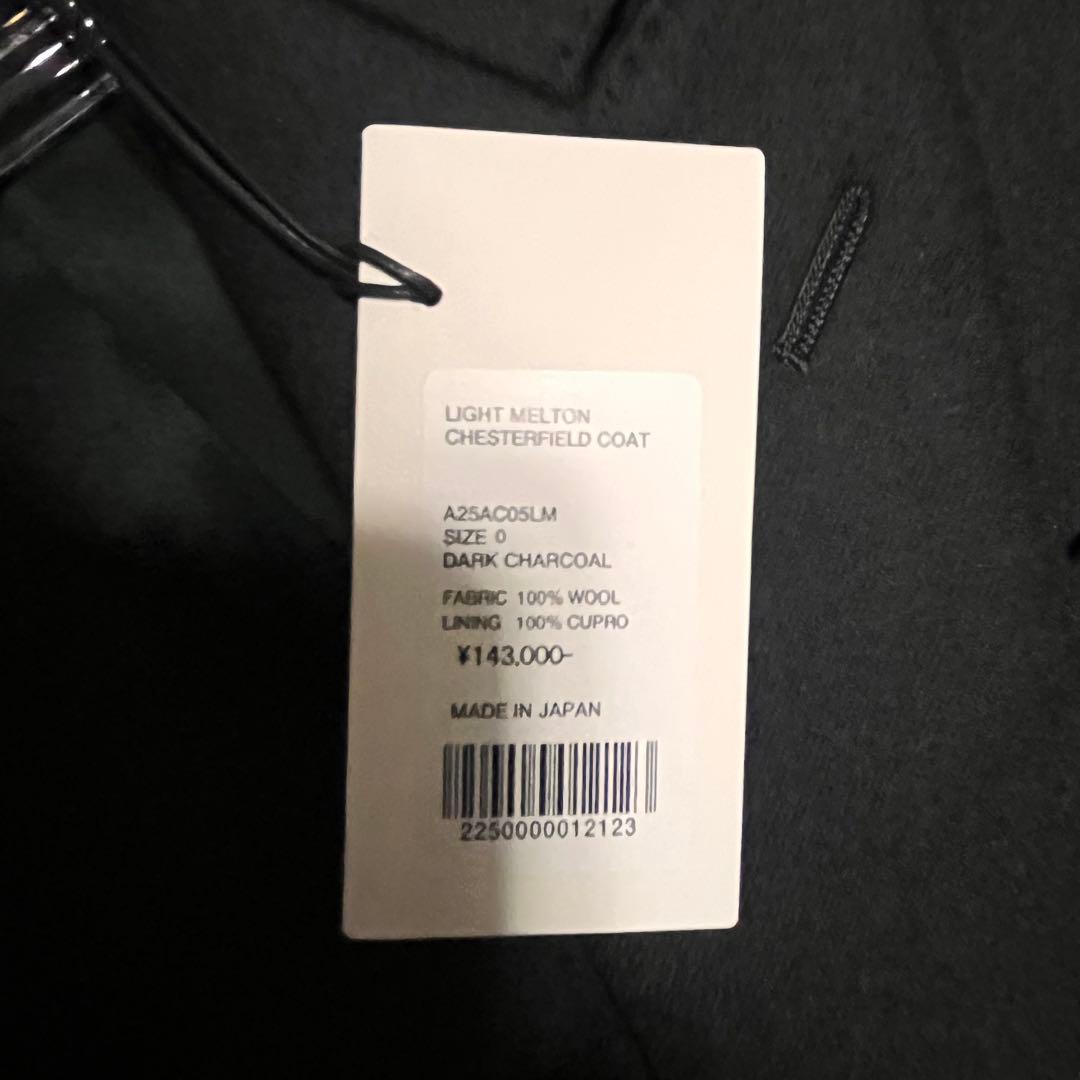 LIGHT MELTON
CHESTERFIELD COAT
A25AC05LM
SIZE 0
DARK CHARCOAL
FABRIC 100% WOOL
LINING 100% CUPRO
¥143,000-
MADE IN JAPAN
2250000012123